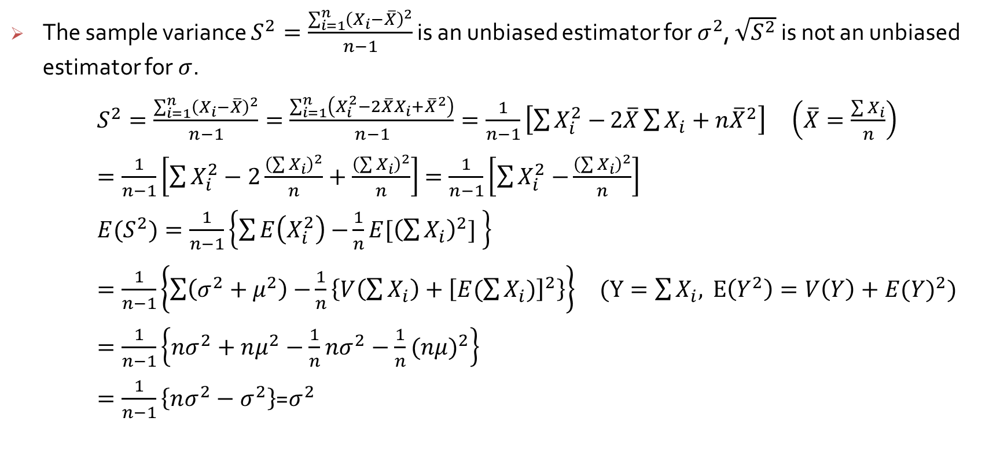 ➢ The sample variance $S^2 = \frac{\sum_{i=1}^{n}(X_i-\bar{X})^2}{n-1}$ is an unbiased estimator for $\sigma^2$, $\sqrt{S^2}$ is not an unbiased
estimator for $\sigma$.
$S^2 = \frac{\sum_{i=1}^{n}(X_i-\bar{X})^2}{n-1} = \frac{\sum_{i=1}^{n}(X_i^2-2\bar{X}X_i+\bar{X}^2)}{n-1} = \frac{1}{n-1}\left[\sum X_i^2 - 2\bar{X}\sum X_i + n\bar{X}^2\right] \quad \left(\bar{X} = \frac{\sum X_i}{n}\right)$
$= \frac{1}{n-1}\left[\sum X_i^2 - 2\frac{(\sum X_i)^2}{n} + \frac{(\sum X_i)^2}{n}\right] = \frac{1}{n-1}\left[\sum X_i^2 - \frac{(\sum X_i)^2}{n}\right]$
$E(S^2) = \frac{1}{n-1}\left\{\sum E(X_i^2) - \frac{1}{n}E[(\sum X_i)^2]\right\}$
$= \frac{1}{n-1}\left\{\sum(\sigma^2 + \mu^2) - \frac{1}{n}\{V(\sum X_i) + [E(\sum X_i)]^2\}\right\} \quad (\mathrm{Y} = \sum X_i, \ \mathrm{E}(Y^2) = V(Y) + E(Y)^2)$
$= \frac{1}{n-1}\left\{n\sigma^2 + n\mu^2 - \frac{1}{n}n\sigma^2 - \frac{1}{n}(n\mu)^2\right\}$
$= \frac{1}{n-1}\{n\sigma^2 - \sigma^2\}=\sigma^2$